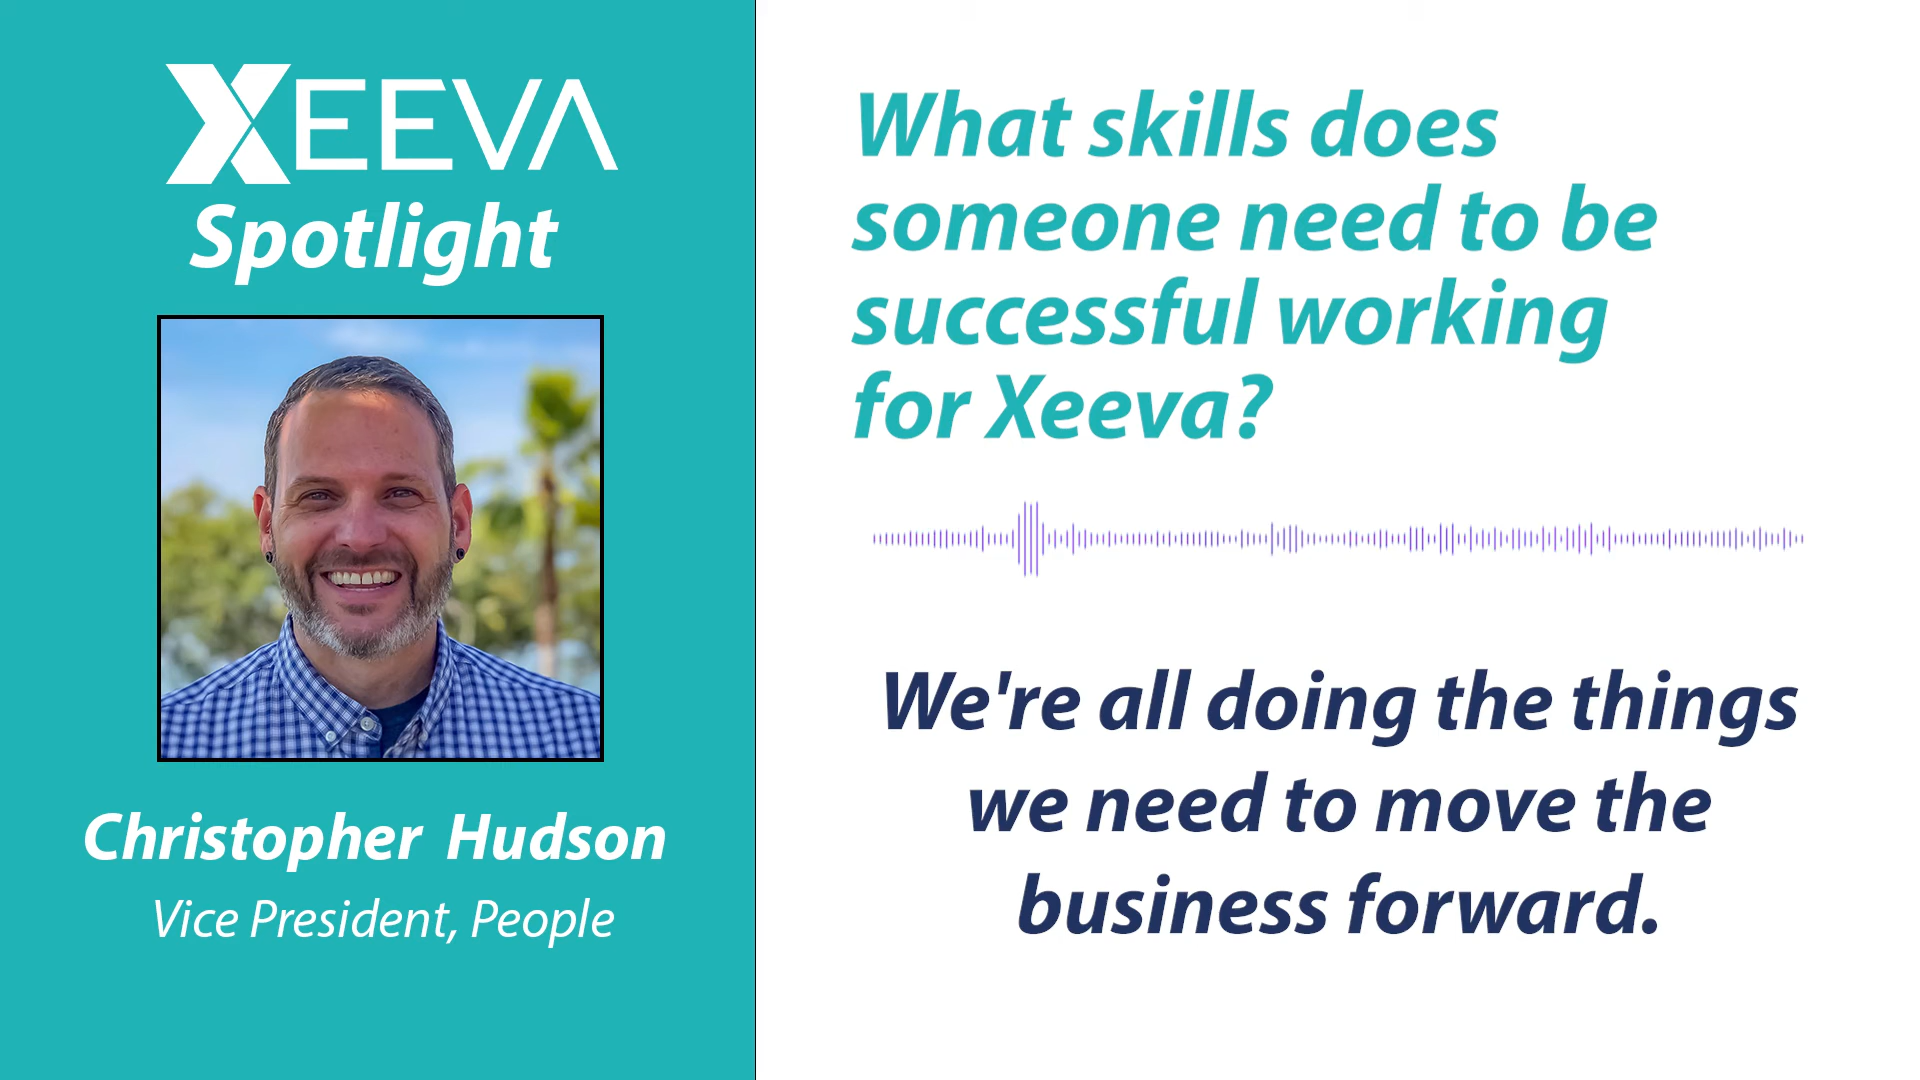 XEEVA
Spotlight
Christopher Hudson
Vice President, People
What skills does
someone need to be
successful working
for Xeeva?
We're all doing the things
we need to move the
business forward.